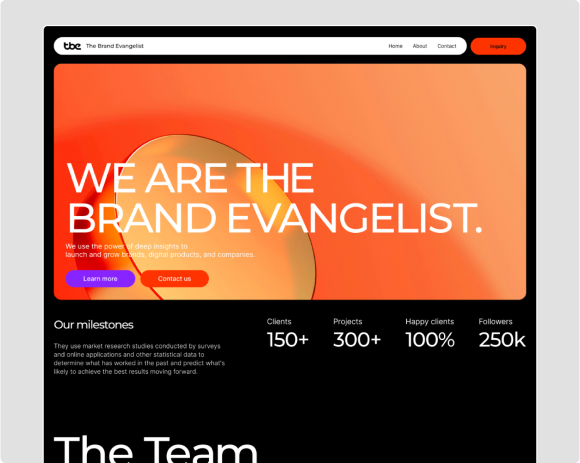 tbe The Brand Evangelist
Home About Contact Inquiry
WE ARE THE
BRAND EVANGELIST.
We use the power of deep insights to
launch and grow brands, digital products, and companies.
Learn more Contact us
Our milestones
They use market research studies conducted by surveys
and online applications and other statistical data to
determine what has worked in the past and predict what's
likely to achieve the best results moving forward.
Clients Projects Happy clients Followers
150+ 300+ 100% 250k
The Team